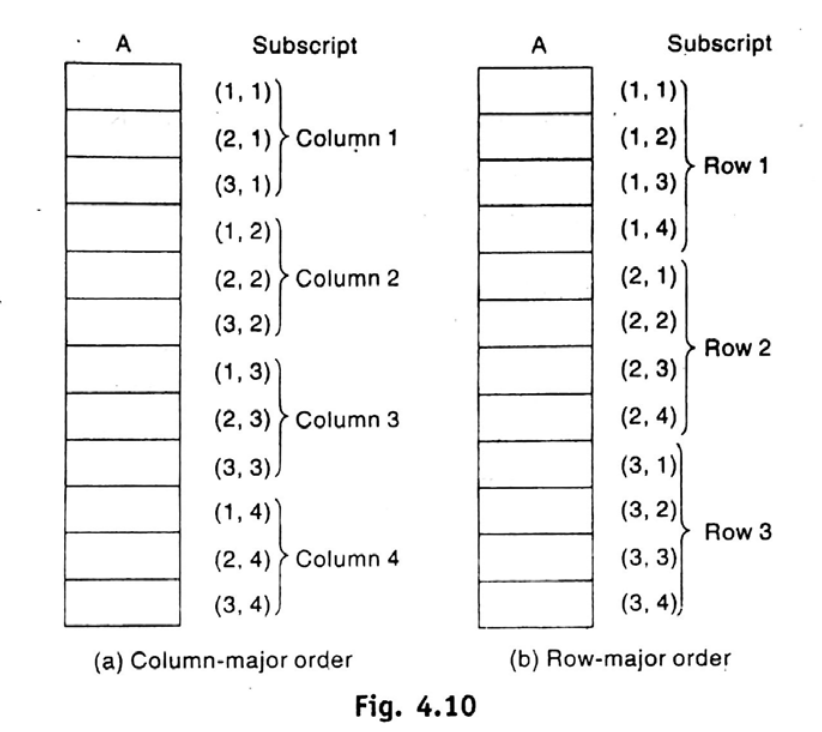 A Subscript
(1, 1)
(2, 1) Column 1
(3, 1)
(1, 2)
(2, 2) Column 2
(3, 2)
(1, 3)
(2, 3) Column 3
(3, 3)
(1, 4)
(2, 4) Column 4
(3, 4)
(a) Column-major order
A Subscript
(1, 1)
(1, 2)
Row 1
(1, 3)
(1, 4)
(2, 1)
(2, 2)
Row 2
(2, 3)
(2, 4)
(3, 1)
(3, 2)
Row 3
(3, 3)
(3, 4)
(b) Row-major order
Fig. 4.10